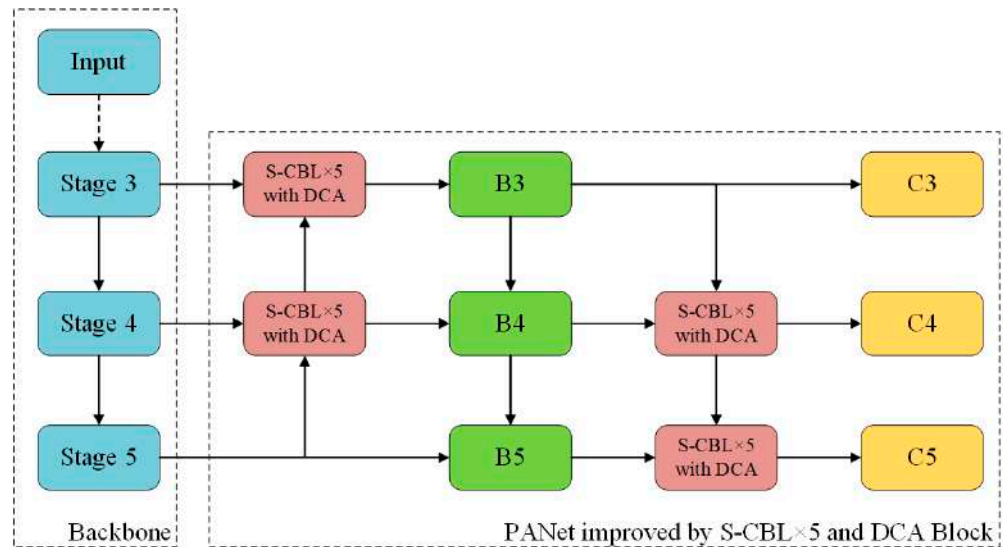 Input
Stage 3
S-CBL×5
with DCA
B3
C3
Stage 4
S-CBL×5
with DCA
B4
S-CBL×5
with DCA
C4
Stage 5
B5
S-CBL×5
with DCA
C5
Backbone
PANet improved by S-CBL×5 and DCA Block